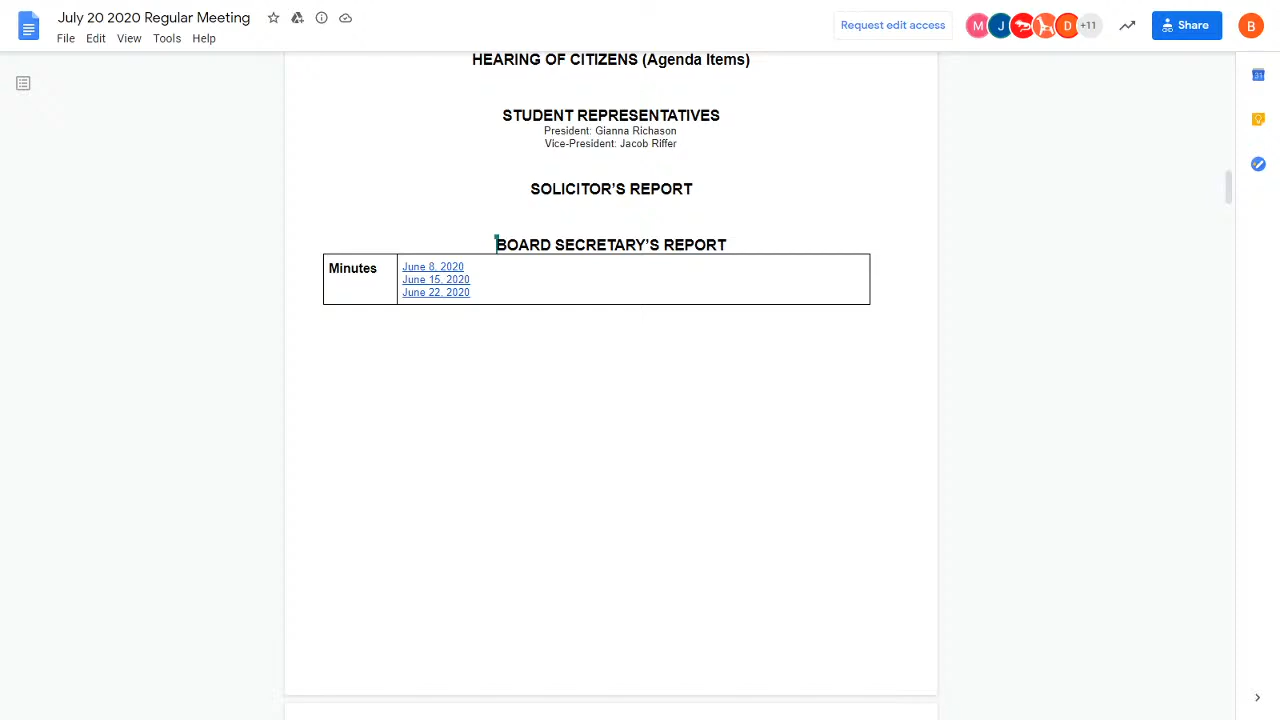 July 20 2020 Regular Meeting
Request edit access
M
J
D
+11
Share
B
File Edit View Tools Help
HEARING OF CITIZENS (Agenda Items)
STUDENT REPRESENTATIVES
President: Gianna Richason
Vice-President: Jacob Riffer
SOLICITOR'S REPORT
BOARD SECRETARY'S REPORT
Minutes
June 8, 2020
June 15, 2020
June 22, 2020
31